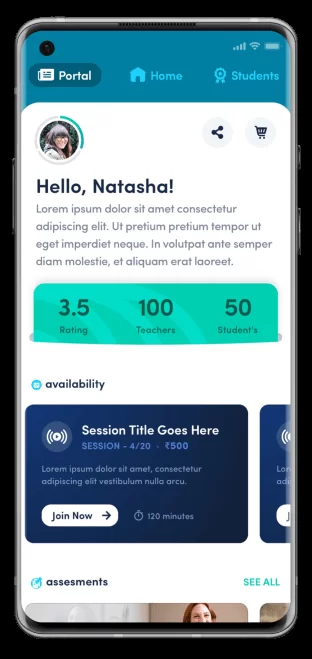 Portal
Home
Students
Hello, Natasha!
Lorem ipsum dolor sit amet consectetur
adipiscing elit. Ut pretium pretium tempor ut
eget imperdiet neque. In volutpat ante semper
diam molestie, et aliquam erat laoreet.
3.5 100 50
Rating Teachers Student's
availability
Session Title Goes Here
SESSION - 4/20 · ₹500
Lorem ipsum dolor sit amet, consectetur
adipiscing elit vestibulum nulla arcu.
Join Now
120 minutes
assesments SEE ALL